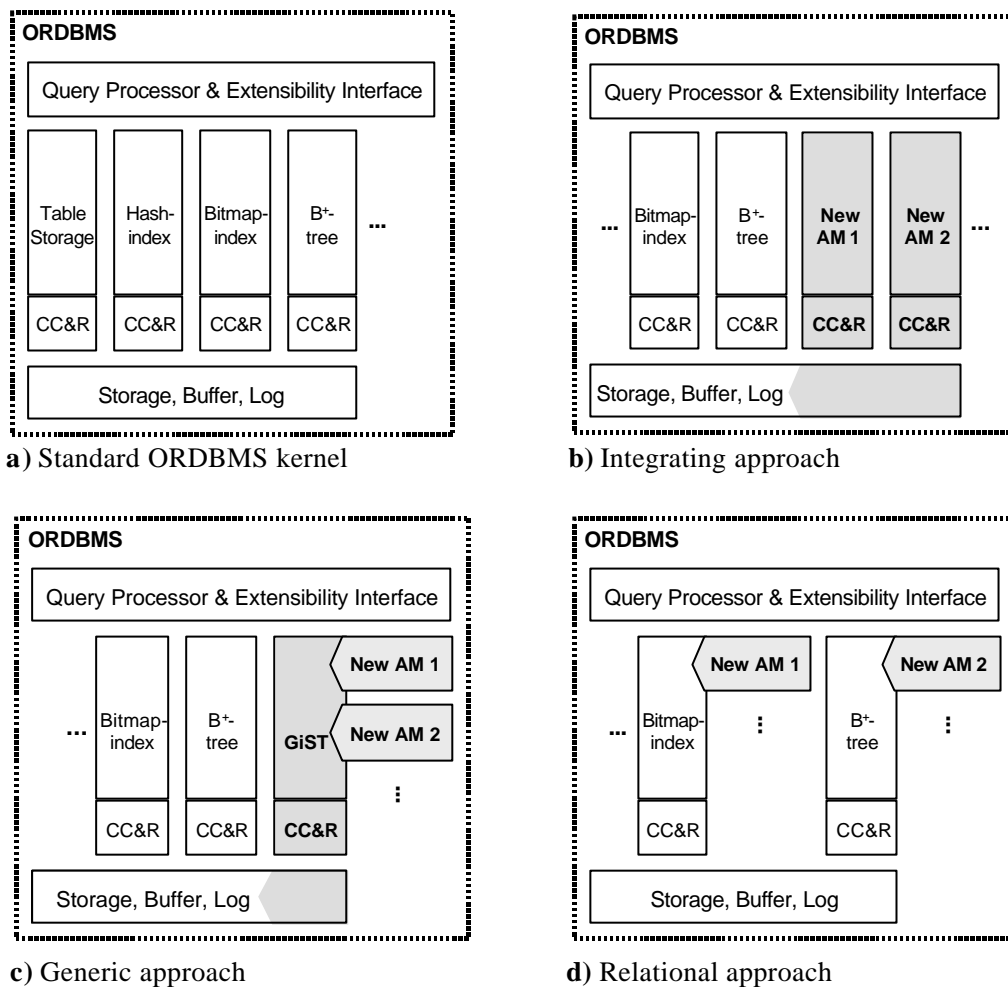 ORDBMS
Query Processor & Extensibility Interface
Table
Storage
Hash-
index
Bitmap-
index
B+-
tree
...
CC&R
CC&R
CC&R
CC&R
Storage, Buffer, Log
a) Standard ORDBMS kernel
ORDBMS
Query Processor & Extensibility Interface
...
Bitmap-
index
B+-
tree
New
AM 1
New
AM 2
...
CC&R
CC&R
CC&R
CC&R
Storage, Buffer, Log
b) Integrating approach
ORDBMS
Query Processor & Extensibility Interface
...
Bitmap-
index
B+-
tree
GiST
New AM 1
New AM 2
...
CC&R
CC&R
CC&R
Storage, Buffer, Log
c) Generic approach
ORDBMS
Query Processor & Extensibility Interface
...
Bitmap-
index
New AM 1
...
B+-
tree
New AM 2
...
CC&R
CC&R
Storage, Buffer, Log
d) Relational approach